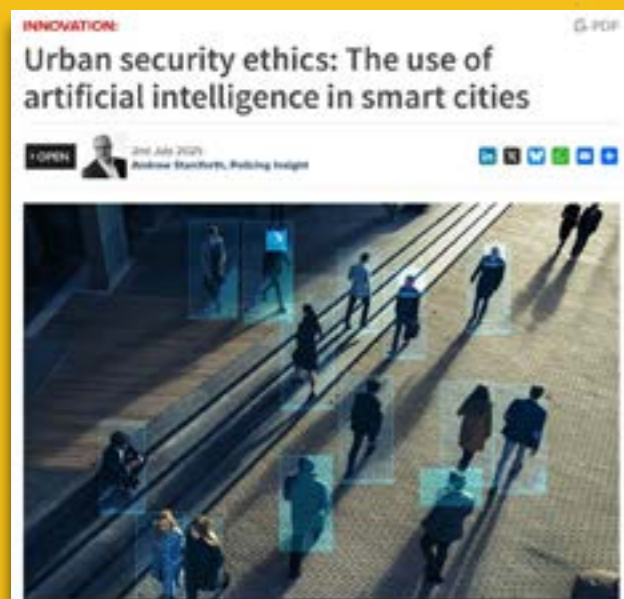 INNOVATION:
PDF
Urban security ethics: The use of
artificial intelligence in smart cities
OPEN
2nd July 2025
Andrew Staniforth, Policing Insight